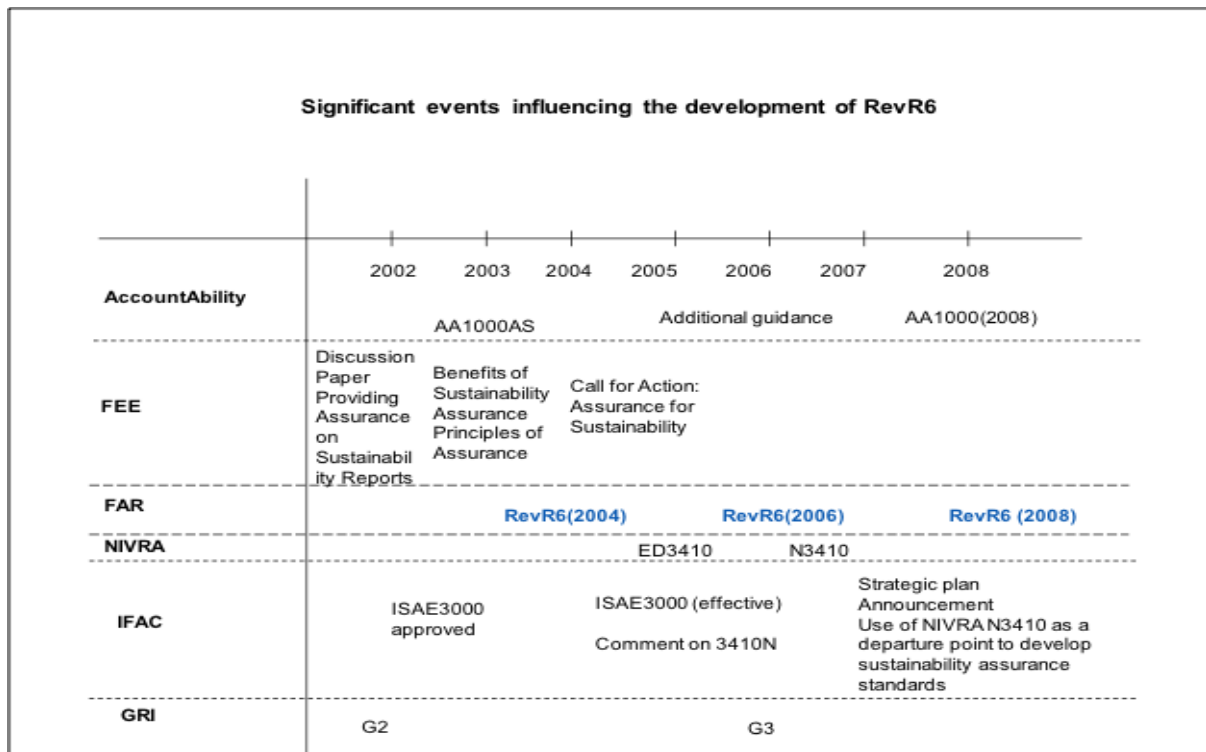 Significant events influencing the development of RevR6
2002 2003 2004 2005 2006 2007 2008
AccountAbility
AA1000AS
Additional guidance
AA1000(2008)
FEE
Discussion
Paper
Providing
Assurance
on
Sustainabil
ity Reports
Benefits of
Sustainability
Assurance
Principles of
Assurance
Call for Action:
Assurance for
Sustainability
FAR
RevR6(2004)
RevR6(2006)
RevR6 (2008)
NIVRA
ED3410
N3410
IFAC
ISAE3000
approved
ISAE3000 (effective)
Comment on 3410N
Strategic plan
Announcement
Use of NIVRA N3410 as a
departure point to develop
sustainability assurance
standards
GRI
G2
G3